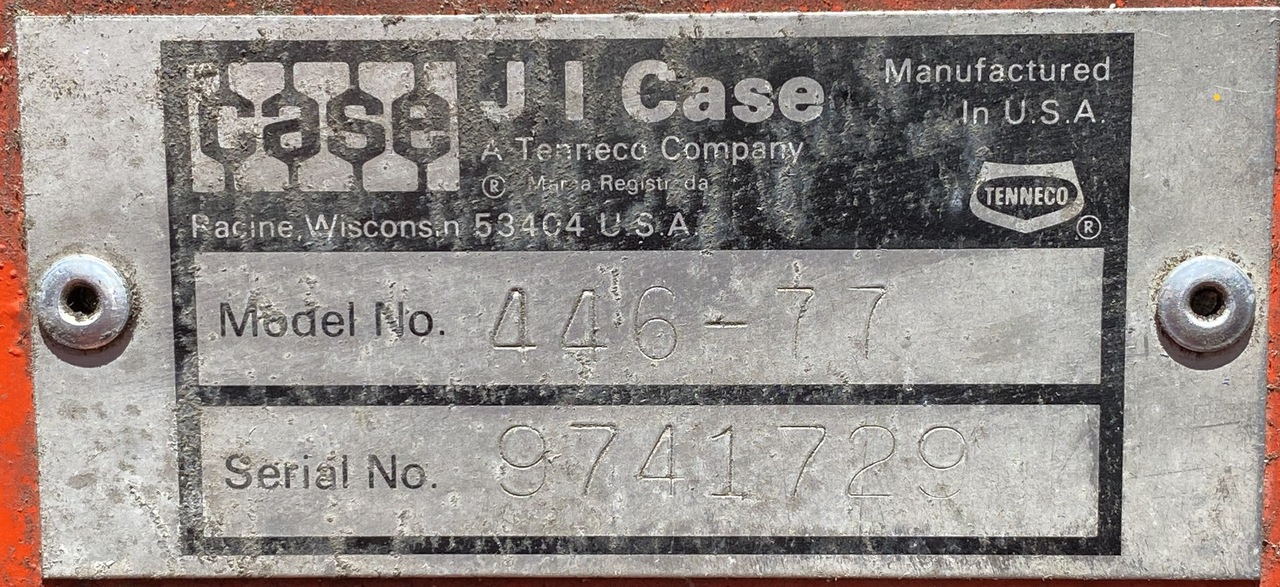 case
J I Case
A Tenneco Company
® Marca Registrada
Racine, Wisconsin 53404 U.S.A.
Manufactured
In U.S.A.
TENNECO
®
Model No. 446-77
Serial No. 9741729